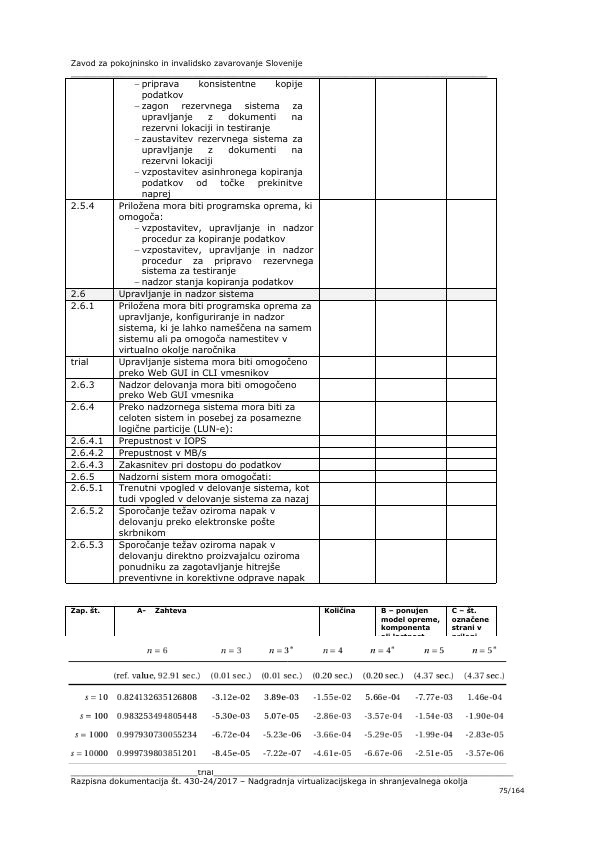 Zavod za pokojninsko in invalidsko zavarovanje Slovenije
– priprava konsistentne kopije
podatkov
– zagon rezervnega sistema za
upravljanje z dokumenti na
rezervni lokaciji in testiranje
– zaustavitev rezervnega sistema za
upravljanje z dokumenti na
rezervni lokaciji
– vzpostavitev asinhronega kopiranja
podatkov od točke prekinitve
naprej
2.5.4 Priložena mora biti programska oprema, ki
omogoča:
– vzpostavitev, upravljanje in nadzor
procedur za kopiranje podatkov
– vzpostavitev, upravljanje in nadzor
procedur za pripravo rezervnega
sistema za testiranje
– nadzor stanja kopiranja podatkov
2.6 Upravljanje in nadzor sistema
2.6.1 Priložena mora biti programska oprema za
upravljanje, konfiguriranje in nadzor
sistema, ki je lahko nameščena na samem
sistemu ali pa omogoča namestitev v
virtualno okolje naročnika
trial Upravljanje sistema mora biti omogočeno
preko Web GUI in CLI vmesnikov
2.6.3 Nadzor delovanja mora biti omogočeno
preko Web GUI vmesnika
2.6.4 Preko nadzornega sistema mora biti za
celoten sistem in posebej za posamezne
logične particije (LUN-e):
2.6.4.1 Prepustnost v IOPS
2.6.4.2 Prepustnost v MB/s
2.6.4.3 Zakasnitev pri dostopu do podatkov
2.6.5 Nadzorni sistem mora omogočati:
2.6.5.1 Trenutni vpogled v delovanje sistema, kot
tudi vpogled v delovanje sistema za nazaj
2.6.5.2 Sporočanje težav oziroma napak v
delovanju preko elektronske pošte
skrbnikom
2.6.5.3 Sporočanje težav oziroma napak v
delovanju direktno proizvajalcu oziroma
ponudniku za zagotavljanje hitrejše
preventivne in korektivne odprave napak
Zap. št. A- Zahteva Količina B – ponujen C – št.
model opreme, označene
komponenta strani v
n = 6 n = 3 n = 3* n = 4 n = 4* n = 5 n = 5*
(ref. value, 92.91 sec.) (0.01 sec.) (0.01 sec.) (0.20 sec.) (0.20 sec.) (4.37 sec.) (4.37 sec.)
s = 10 0.824132635126808 -3.12e-02 3.89e-03 -1.55e-02 5.66e-04 -7.77e-03 1.46e-04
s = 100 0.983253494805448 -5.30e-03 5.07e-05 -2.86e-03 -3.57e-04 -1.54e-03 -1.90e-04
s = 1000 0.997930730055234 -6.72e-04 -5.23e-06 -3.66e-04 -5.29e-05 -1.99e-04 -2.83e-05
s = 10000 0.999739803851201 -8.45e-05 -7.22e-07 -4.61e-05 -6.67e-06 -2.51e-05 -3.57e-06
trial
Razpisna dokumentacija št. 430-24/2017 – Nadgradnja virtualizacijskega in shranjevalnega okolja
75/164